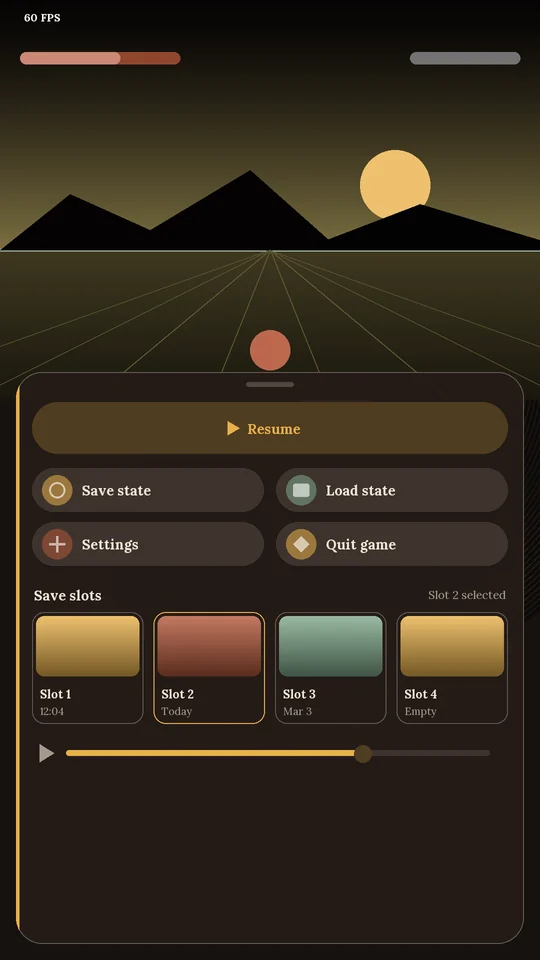 60 FPS
Resume
Save state
Load state
Settings
Quit game
Save slots
Slot 2 selected
Slot 1
12:04
Slot 2
Today
Slot 3
Mar 3
Slot 4
Empty